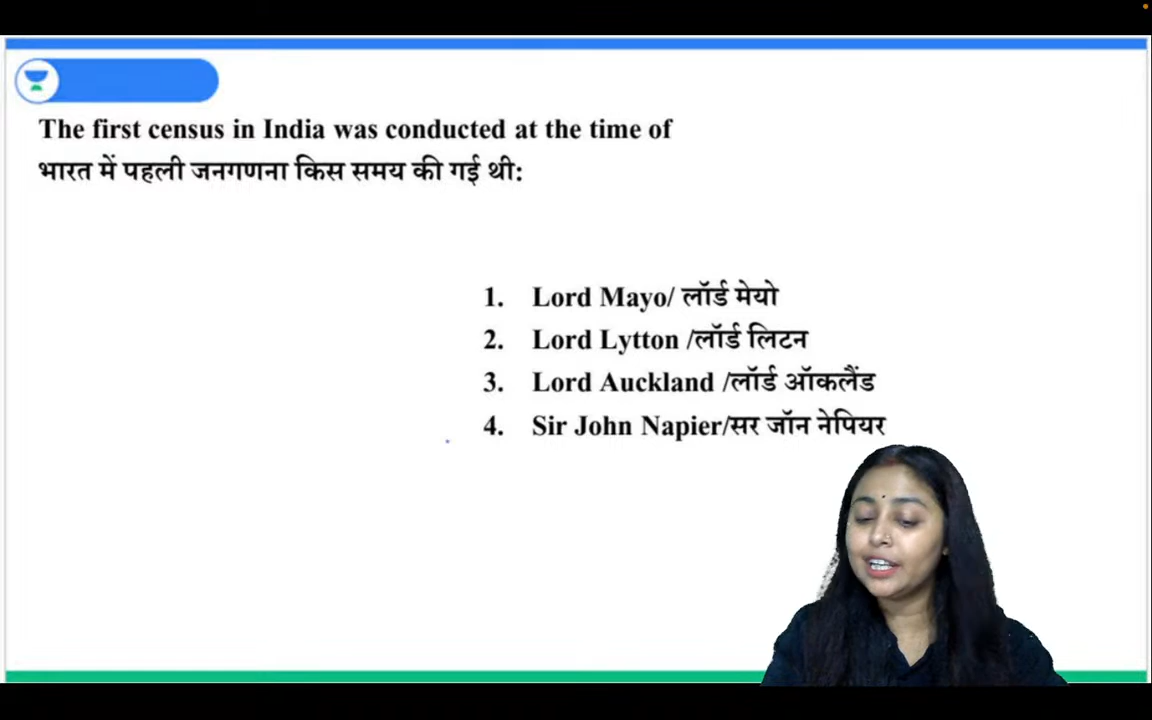 The first census in India was conducted at the time of
भारत में पहली जनगणना किस समय की गई थी:
1. Lord Mayo/ लॉर्ड मेयो
2. Lord Lytton /लॉर्ड लिटन
3. Lord Auckland /लॉर्ड ऑकलैंड
4. Sir John Napier/सर जॉन नेपियर